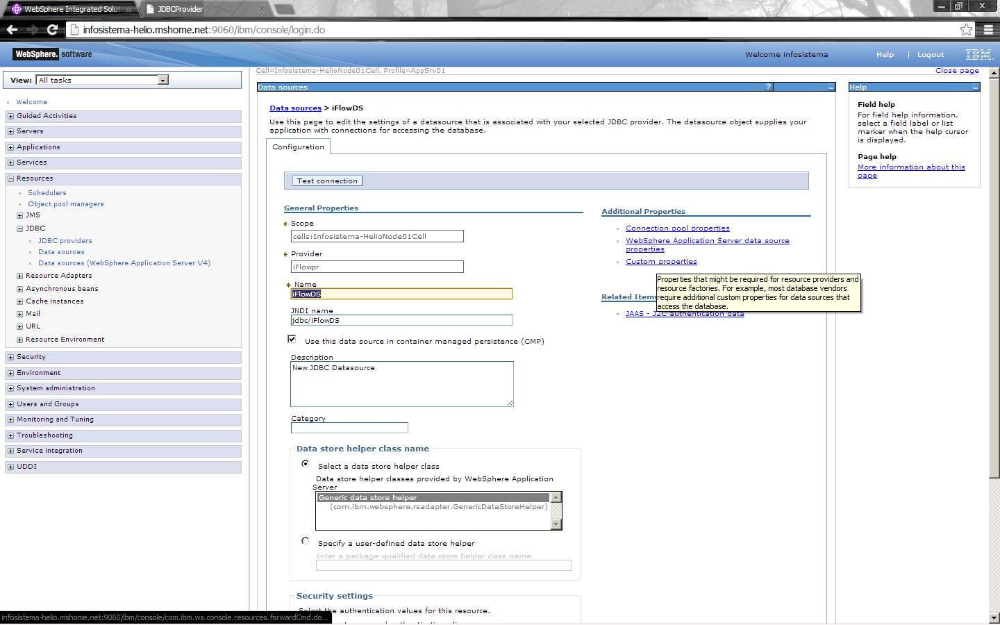 WebSphere Integrated Solut
JDBCProvider
infosistema-helio.mshome.net:9060/ibm/console/login.do
WebSphere. software
Welcome infosistema
Help | Logout
IBM.
View: All tasks
Welcome
Guided Activities
Servers
Applications
Services
Resources
Schedulers
Object pool managers
JMS
JDBC
JDBC providers
Data sources
Data sources (WebSphere Application Server V4)
Resource Adapters
Asynchronous beans
Cache instances
Mail
URL
Resource Environment
Security
Environment
System administration
Users and Groups
Monitoring and Tuning
Troubleshooting
Service integration
UDDI
Cell=Infosistema-HelioNode01Cell, Profile=AppSrv01
Close page
Data sources
?
Data sources > iFlowDS
Use this page to edit the settings of a datasource that is associated with your selected JDBC provider. The datasource object supplies your
application with connections for accessing the database.
Configuration
Test connection
General Properties
Scope
cells:Infosistema-HelioNode01Cell
Provider
iFlowpr
Name
iFlowDS
JNDI name
jdbc/iFlowDS
Use this data source in container managed persistence (CMP)
Description
New JDBC Datasource
Category
Data store helper class name
Select a data store helper class
Data store helper classes provided by WebSphere Application
Server
Generic data store helper
(com.ibm.websphere.rsadapter.GenericDataStoreHelper)
Specify a user-defined data store helper
Enter a package-qualified data store helper class name
Security settings
Select the authentication values for this resource.
Additional Properties
Connection pool properties
WebSphere Application Server data source
properties
Custom properties
Properties that might be required for resource providers and
resource factories. For example, most database vendors
require additional custom properties for data sources that
access the database.
Related Items
JAAS - J2C authentication data
Help
Field help
For field help information,
select a field label or list
marker when the help cursor
is displayed.
Page help
More information about this
page
infosistema-helio.mshome.net:9060/ibm/console/com.ibm.ws.console.resources.forwardCmd.do...